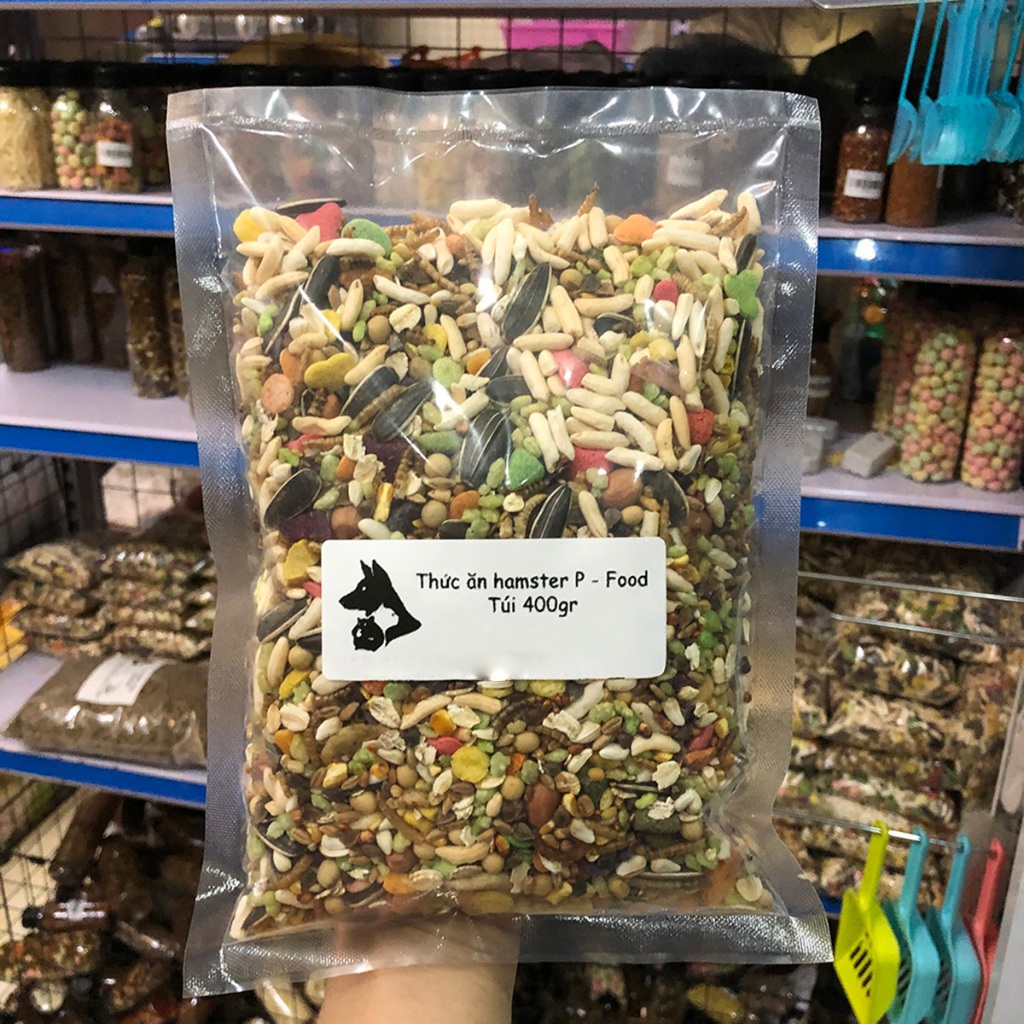 Thức ăn hamster P - Food
Túi 400gr